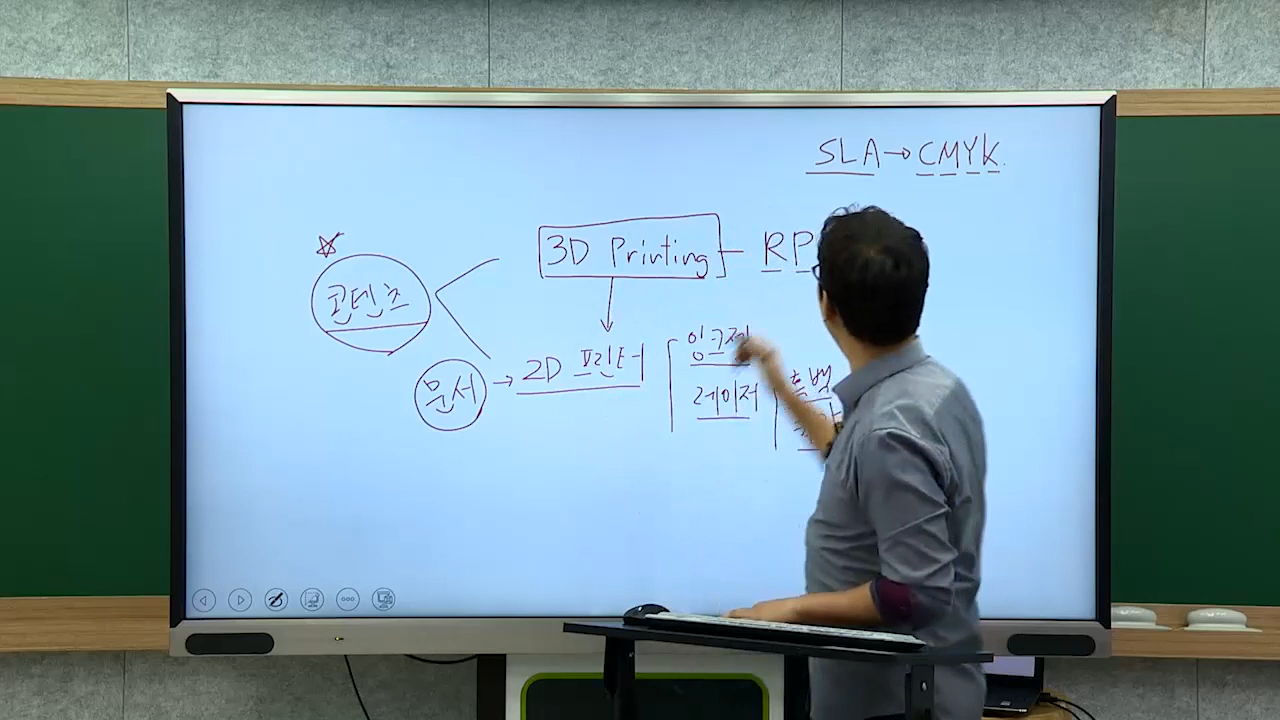 SLA → CMYK.
3D Printing - RP
콘텐츠
문서 → 2D 프린터
잉크젯
레이저
흑백